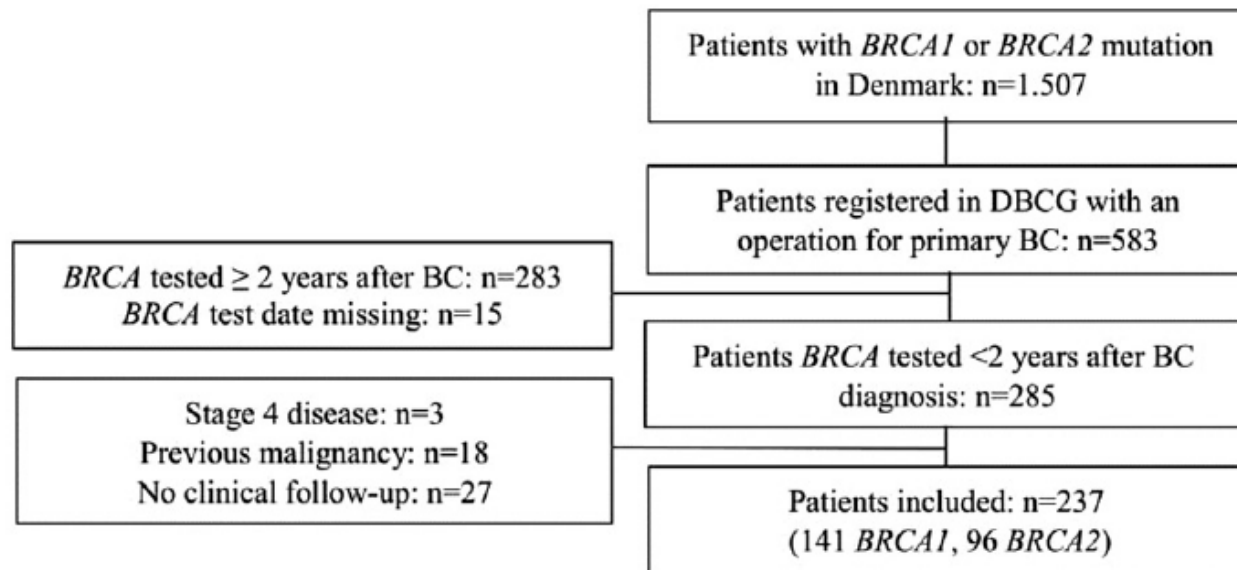 Patients with BRCA1 or BRCA2 mutation
in Denmark: n=1.507
Patients registered in DBCG with an
operation for primary BC: n=583
BRCA tested ≥ 2 years after BC: n=283
BRCA test date missing: n=15
Patients BRCA tested <2 years after BC
diagnosis: n=285
Stage 4 disease: n=3
Previous malignancy: n=18
No clinical follow-up: n=27
Patients included: n=237
(141 BRCA1, 96 BRCA2)